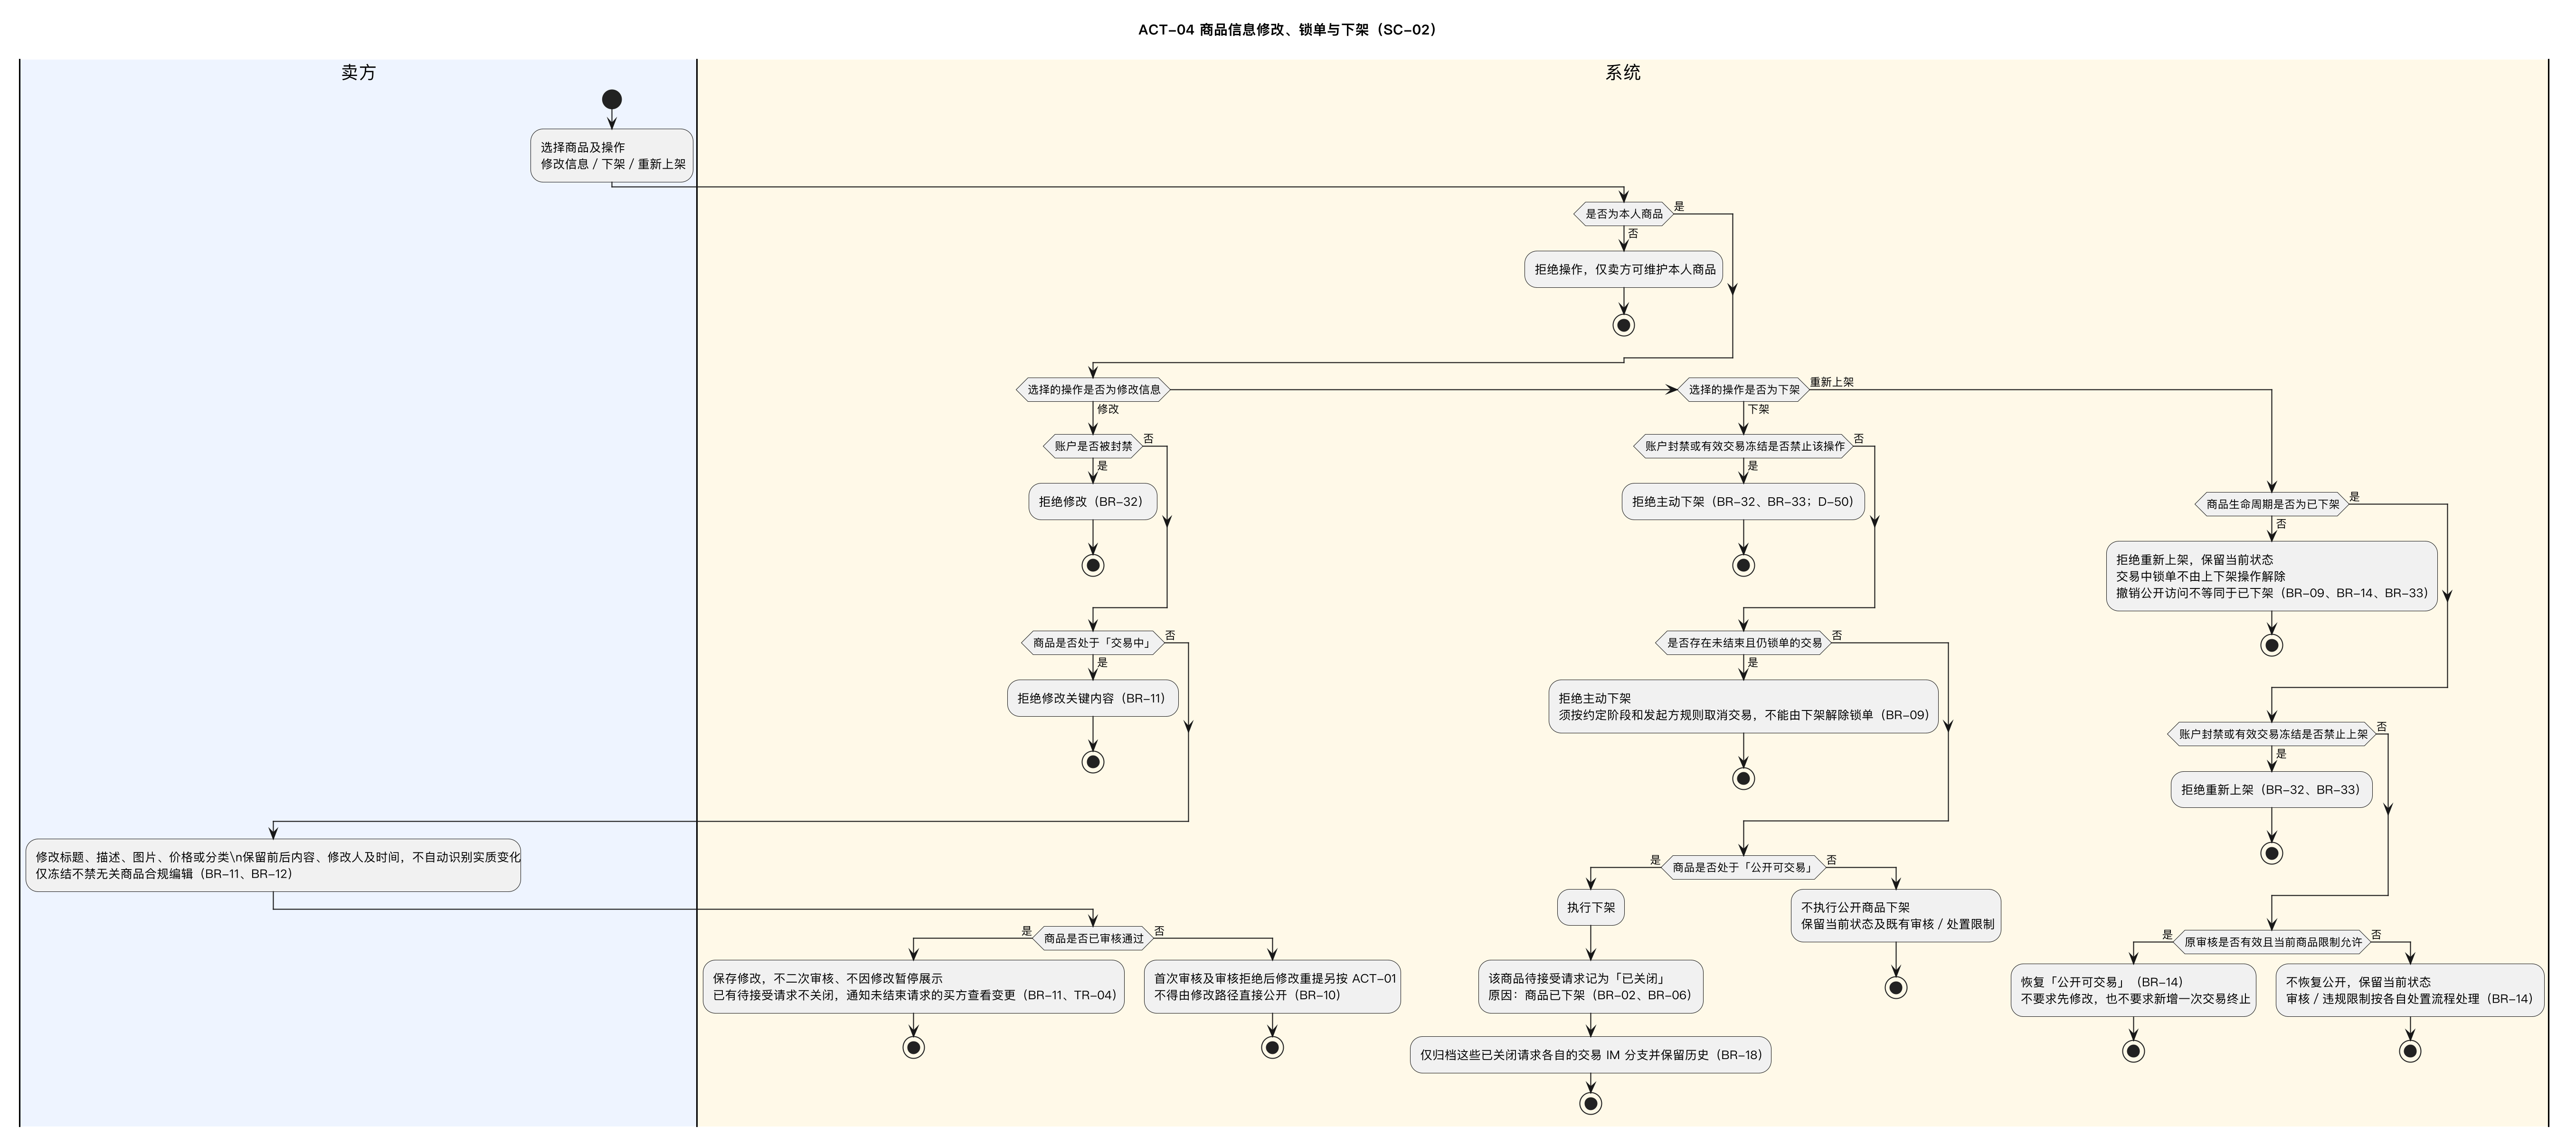 ACT-04 商品信息修改、锁单与下架（SC-02）
卖方
系统
选择商品及操作
修改信息 / 下架 / 重新上架
是否为本人商品
是
否
拒绝操作，仅卖方可维护本人商品
选择的操作是否为修改信息
修改
账户是否被封禁
否
是
拒绝修改（BR-32）
商品是否处于「交易中」
否
是
拒绝修改关键内容（BR-11）
修改标题、描述、图片、价格或分类\n保留前后内容、修改人及时间，不自动识别实质变化
仅冻结不禁无关商品合规编辑（BR-11、BR-12）
商品是否已审核通过
是
否
保存修改，不二次审核、不因修改暂停展示
已有待接受请求不关闭，通知未结束请求的买方查看变更（BR-11、TR-04）
首次审核及审核拒绝后修改重提另按 ACT-01
不得由修改路径直接公开（BR-10）
选择的操作是否为下架
重新上架
下架
账户封禁或有效交易冻结是否禁止该操作
否
是
拒绝主动下架（BR-32、BR-33；D-50）
是否存在未结束且仍锁单的交易
否
是
拒绝主动下架
须按约定阶段和发起方规则取消交易，不能由下架解除锁单（BR-09）
商品是否处于「公开可交易」
是
否
执行下架
该商品待接受请求记为「已关闭」
原因：商品已下架（BR-02、BR-06）
仅归档这些已关闭请求各自的交易 IM 分支并保留历史（BR-18）
不执行公开商品下架
保留当前状态及既有审核 / 处置限制
商品生命周期是否为已下架
是
否
拒绝重新上架，保留当前状态
交易中锁单不由上下架操作解除
撤销公开访问不等同于已下架（BR-09、BR-14、BR-33）
账户封禁或有效交易冻结是否禁止上架
否
是
拒绝重新上架（BR-32、BR-33）
原审核是否有效且当前商品限制允许
是
否
恢复「公开可交易」（BR-14）
不要求先修改，也不要求新增一次交易终止
不恢复公开，保留当前状态
审核 / 违规限制按各自处置流程处理（BR-14）